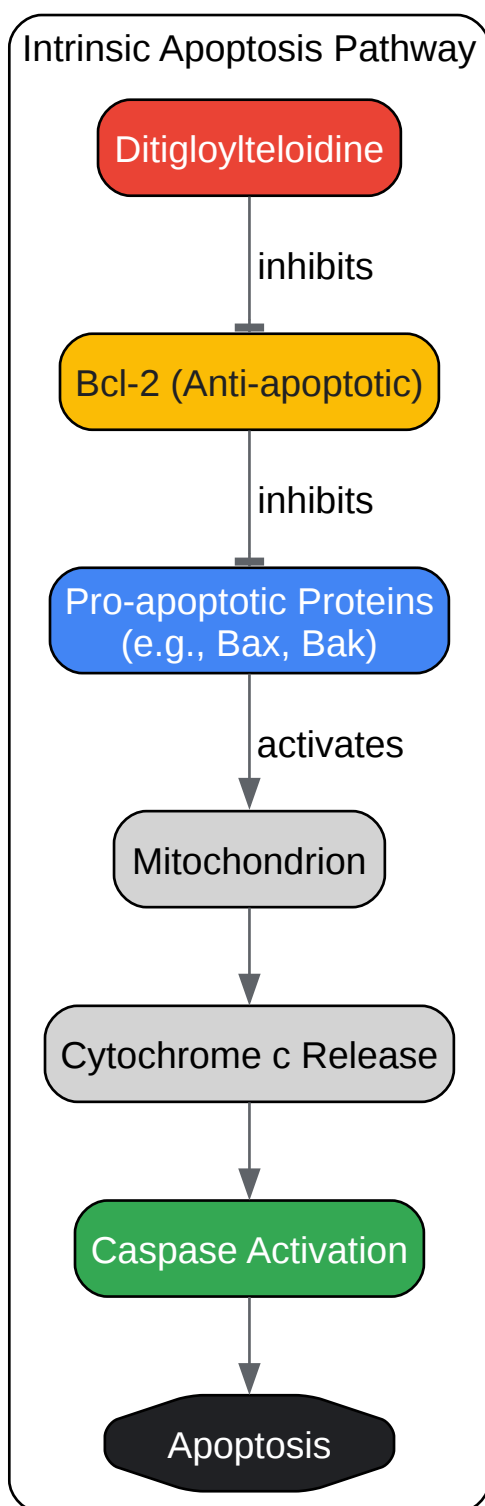 Intrinsic Apoptosis Pathway
Ditigloylteloidine
inhibits
Bcl-2 (Anti-apoptotic)
inhibits
Pro-apoptotic Proteins
(e.g., Bax, Bak)
activates
Mitochondrion
Cytochrome c Release
Caspase Activation
Apoptosis